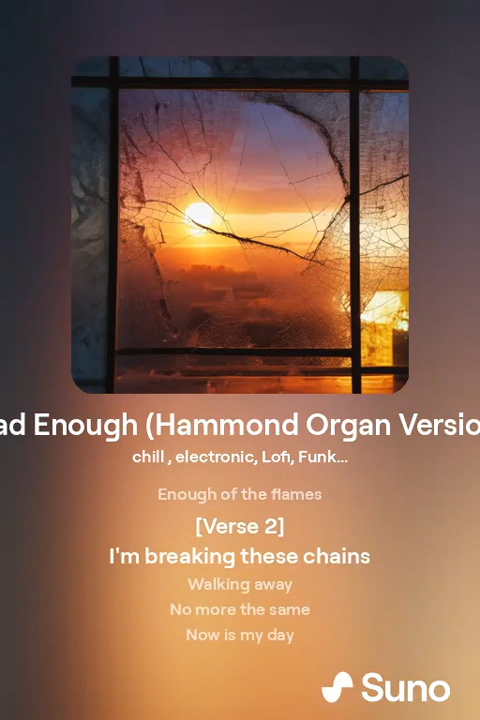 ad Enough (Hammond Organ Versio
chill , electronic, Lofi, Funk...
Enough of the flames
[Verse 2]
I'm breaking these chains
Walking away
No more the same
Now is my day
Suno